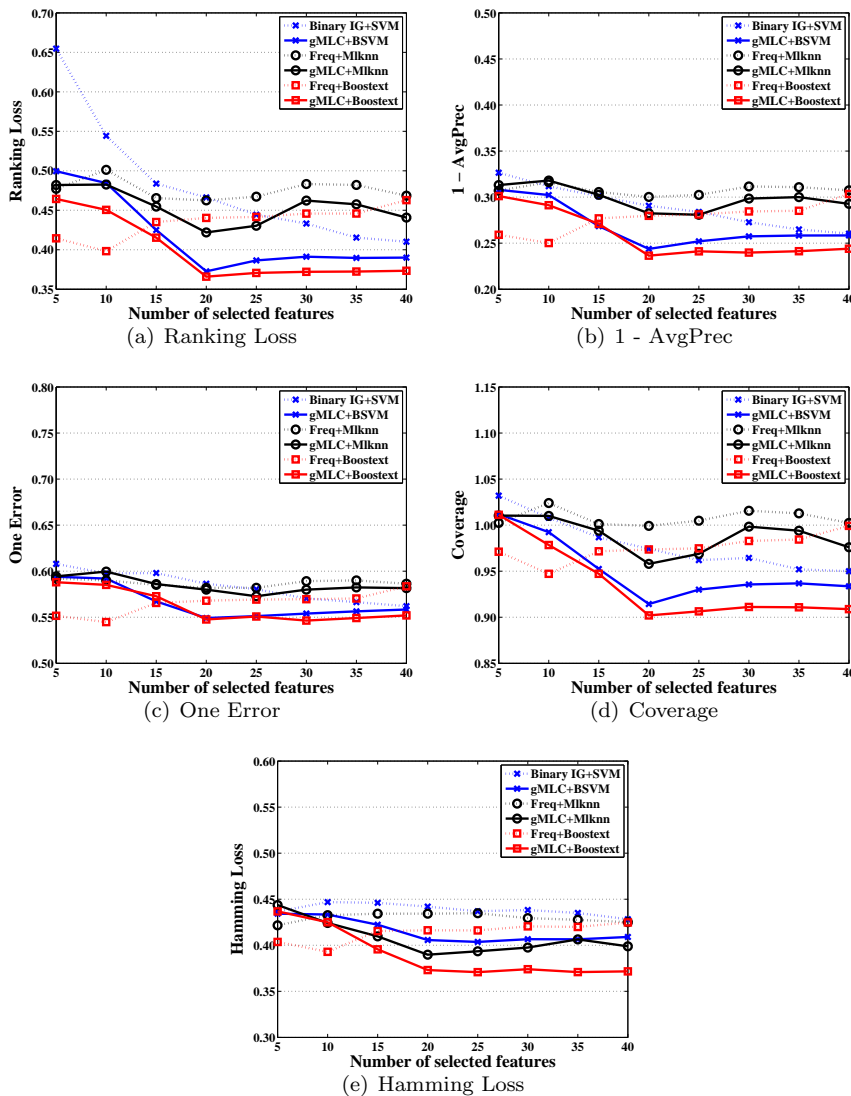 0.70
0.65
0.60
0.55
0.50
0.45
0.40
0.35
5 10 15 20 25 30 35 40
Ranking Loss
Number of selected features
Binary IG+SVM
gMLC+BSVM
Freq+Mlknn
gMLC+Mlknn
Freq+Boostext
gMLC+Boostext
(a) Ranking Loss
0.50
0.45
0.40
0.35
0.30
0.25
0.20
5 10 15 20 25 30 35 40
1 − AvgPrec
Number of selected features
Binary IG+SVM
gMLC+BSVM
Freq+Mlknn
gMLC+Mlknn
Freq+Boostext
gMLC+Boostext
(b) 1 - AvgPrec
0.80
0.75
0.70
0.65
0.60
0.55
0.50
5 10 15 20 25 30 35 40
One Error
Number of selected features
Binary IG+SVM
gMLC+BSVM
Freq+Mlknn
gMLC+Mlknn
Freq+Boostext
gMLC+Boostext
(c) One Error
1.15
1.10
1.05
1.00
0.95
0.90
0.85
5 10 15 20 25 30 35 40
Coverage
Number of selected features
Binary IG+SVM
gMLC+BSVM
Freq+Mlknn
gMLC+Mlknn
Freq+Boostext
gMLC+Boostext
(d) Coverage
0.60
0.55
0.50
0.45
0.40
0.35
0.30
5 10 15 20 25 30 35 40
Hamming Loss
Number of selected features
Binary IG+SVM
gMLC+BSVM
Freq+Mlknn
gMLC+Mlknn
Freq+Boostext
gMLC+Boostext
(e) Hamming Loss